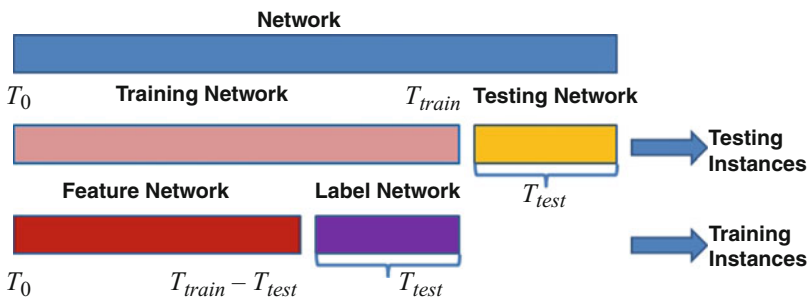 Network
T0 Training Network Ttrain Testing Network
Testing Instances
Ttest
Feature Network Label Network
Training Instances
T0 Ttrain – Ttest Ttest